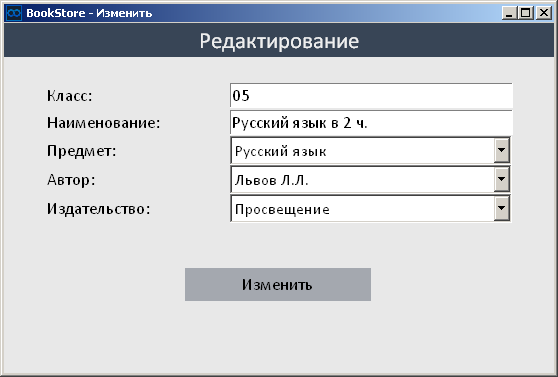 BookStore - Изменить
Редактирование
Класс: 05
Наименование: Русский язык в 2 ч.
Предмет: Русский язык
Автор: Львов Л.Л.
Издательство: Просвещение
Изменить